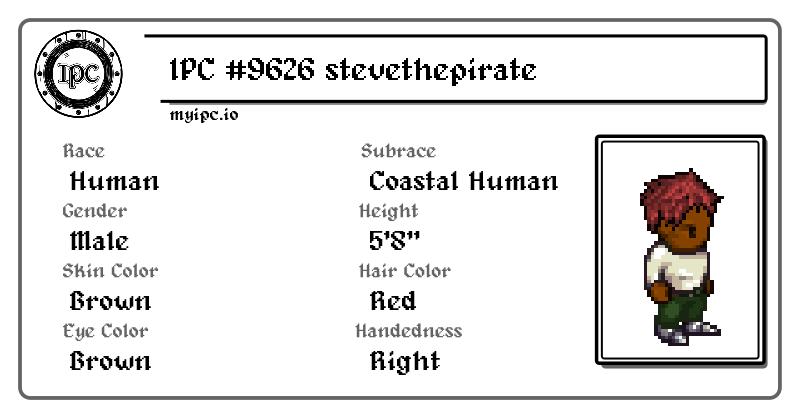 IPC
IPC #9626 stevethepirate
myipc.io
Race
Human
Subrace
Coastal Human
Gender
Male
Height
5'8"
Skin Color
Brown
Hair Color
Red
Eye Color
Brown
Handedness
Right